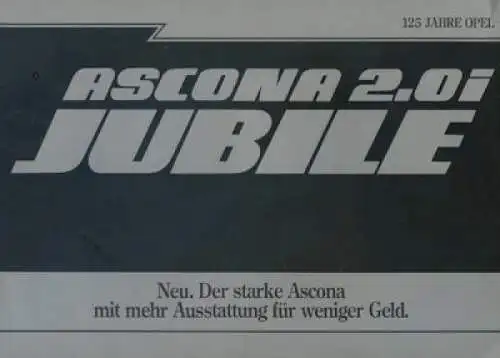 125 JAHRE OPEL
ASCONA 2.0i
JUBILE
Neu. Der starke Ascona
mit mehr Ausstattung für weniger Geld.